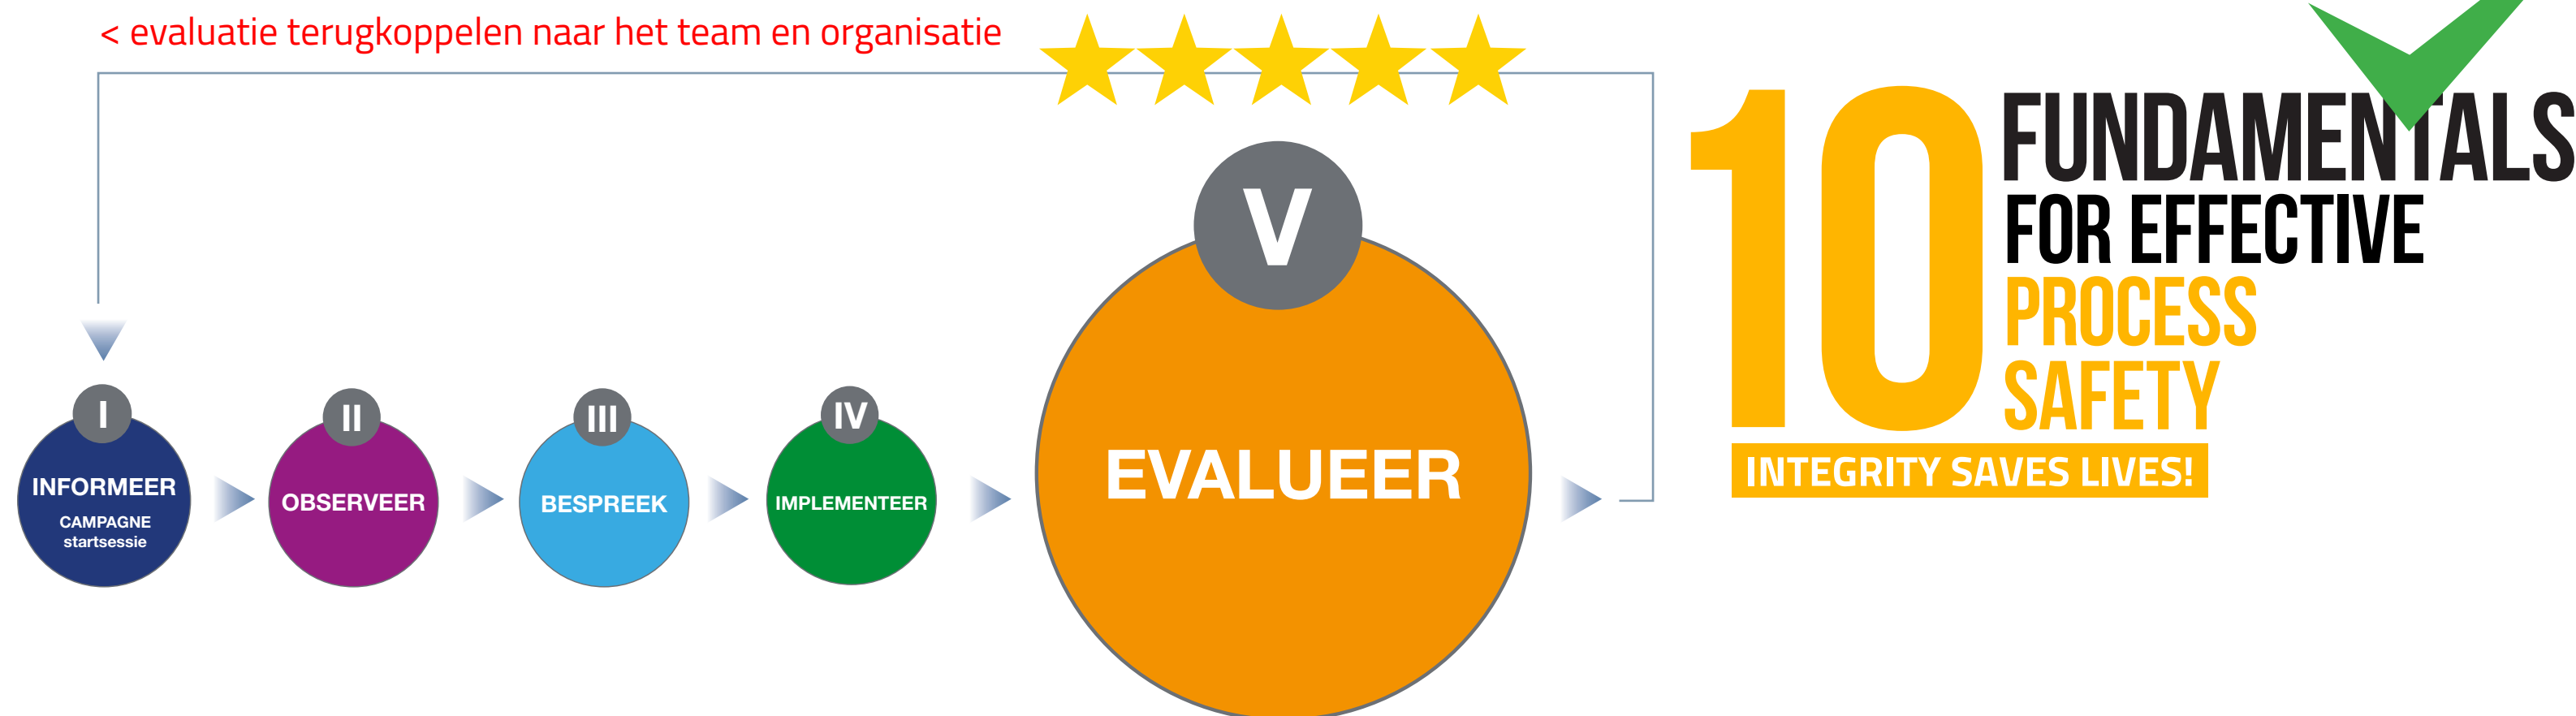 < evaluatie terugkoppelen naar het team en organisatie
I
INFORMEER
CAMPAGNE
startsessie
II
OBSERVEER
III
BESPREEK
IV
IMPLEMENTEER
V
EVALUEER
10
FUNDAMENTALS
FOR EFFECTIVE
PROCESS
SAFETY
INTEGRITY SAVES LIVES!